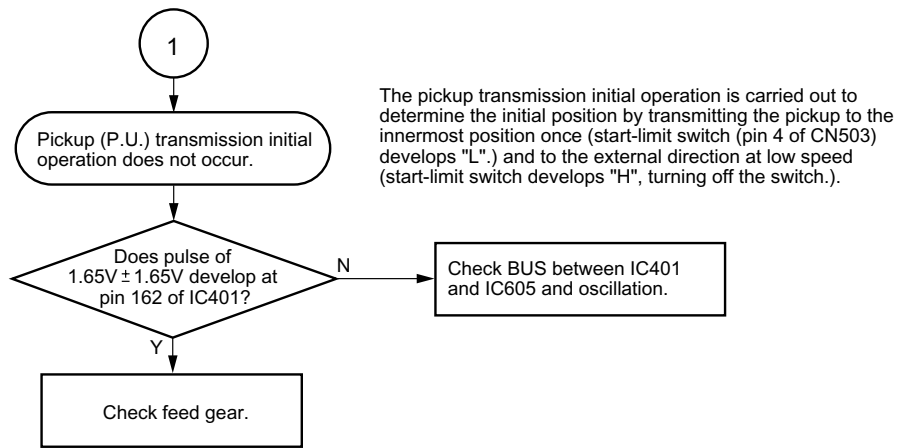 1
Pickup (P.U.) transmission initial
operation does not occur.
The pickup transmission initial operation is carried out to
determine the initial position by transmitting the pickup to the
innermost position once (start-limit switch (pin 4 of CN503)
develops "L".) and to the external direction at low speed
(start-limit switch develops "H", turning off the switch.).
Does pulse of
1.65V ± 1.65V develop at
pin 162 of IC401?
N
Check BUS between IC401
and IC605 and oscillation.
Y
Check feed gear.